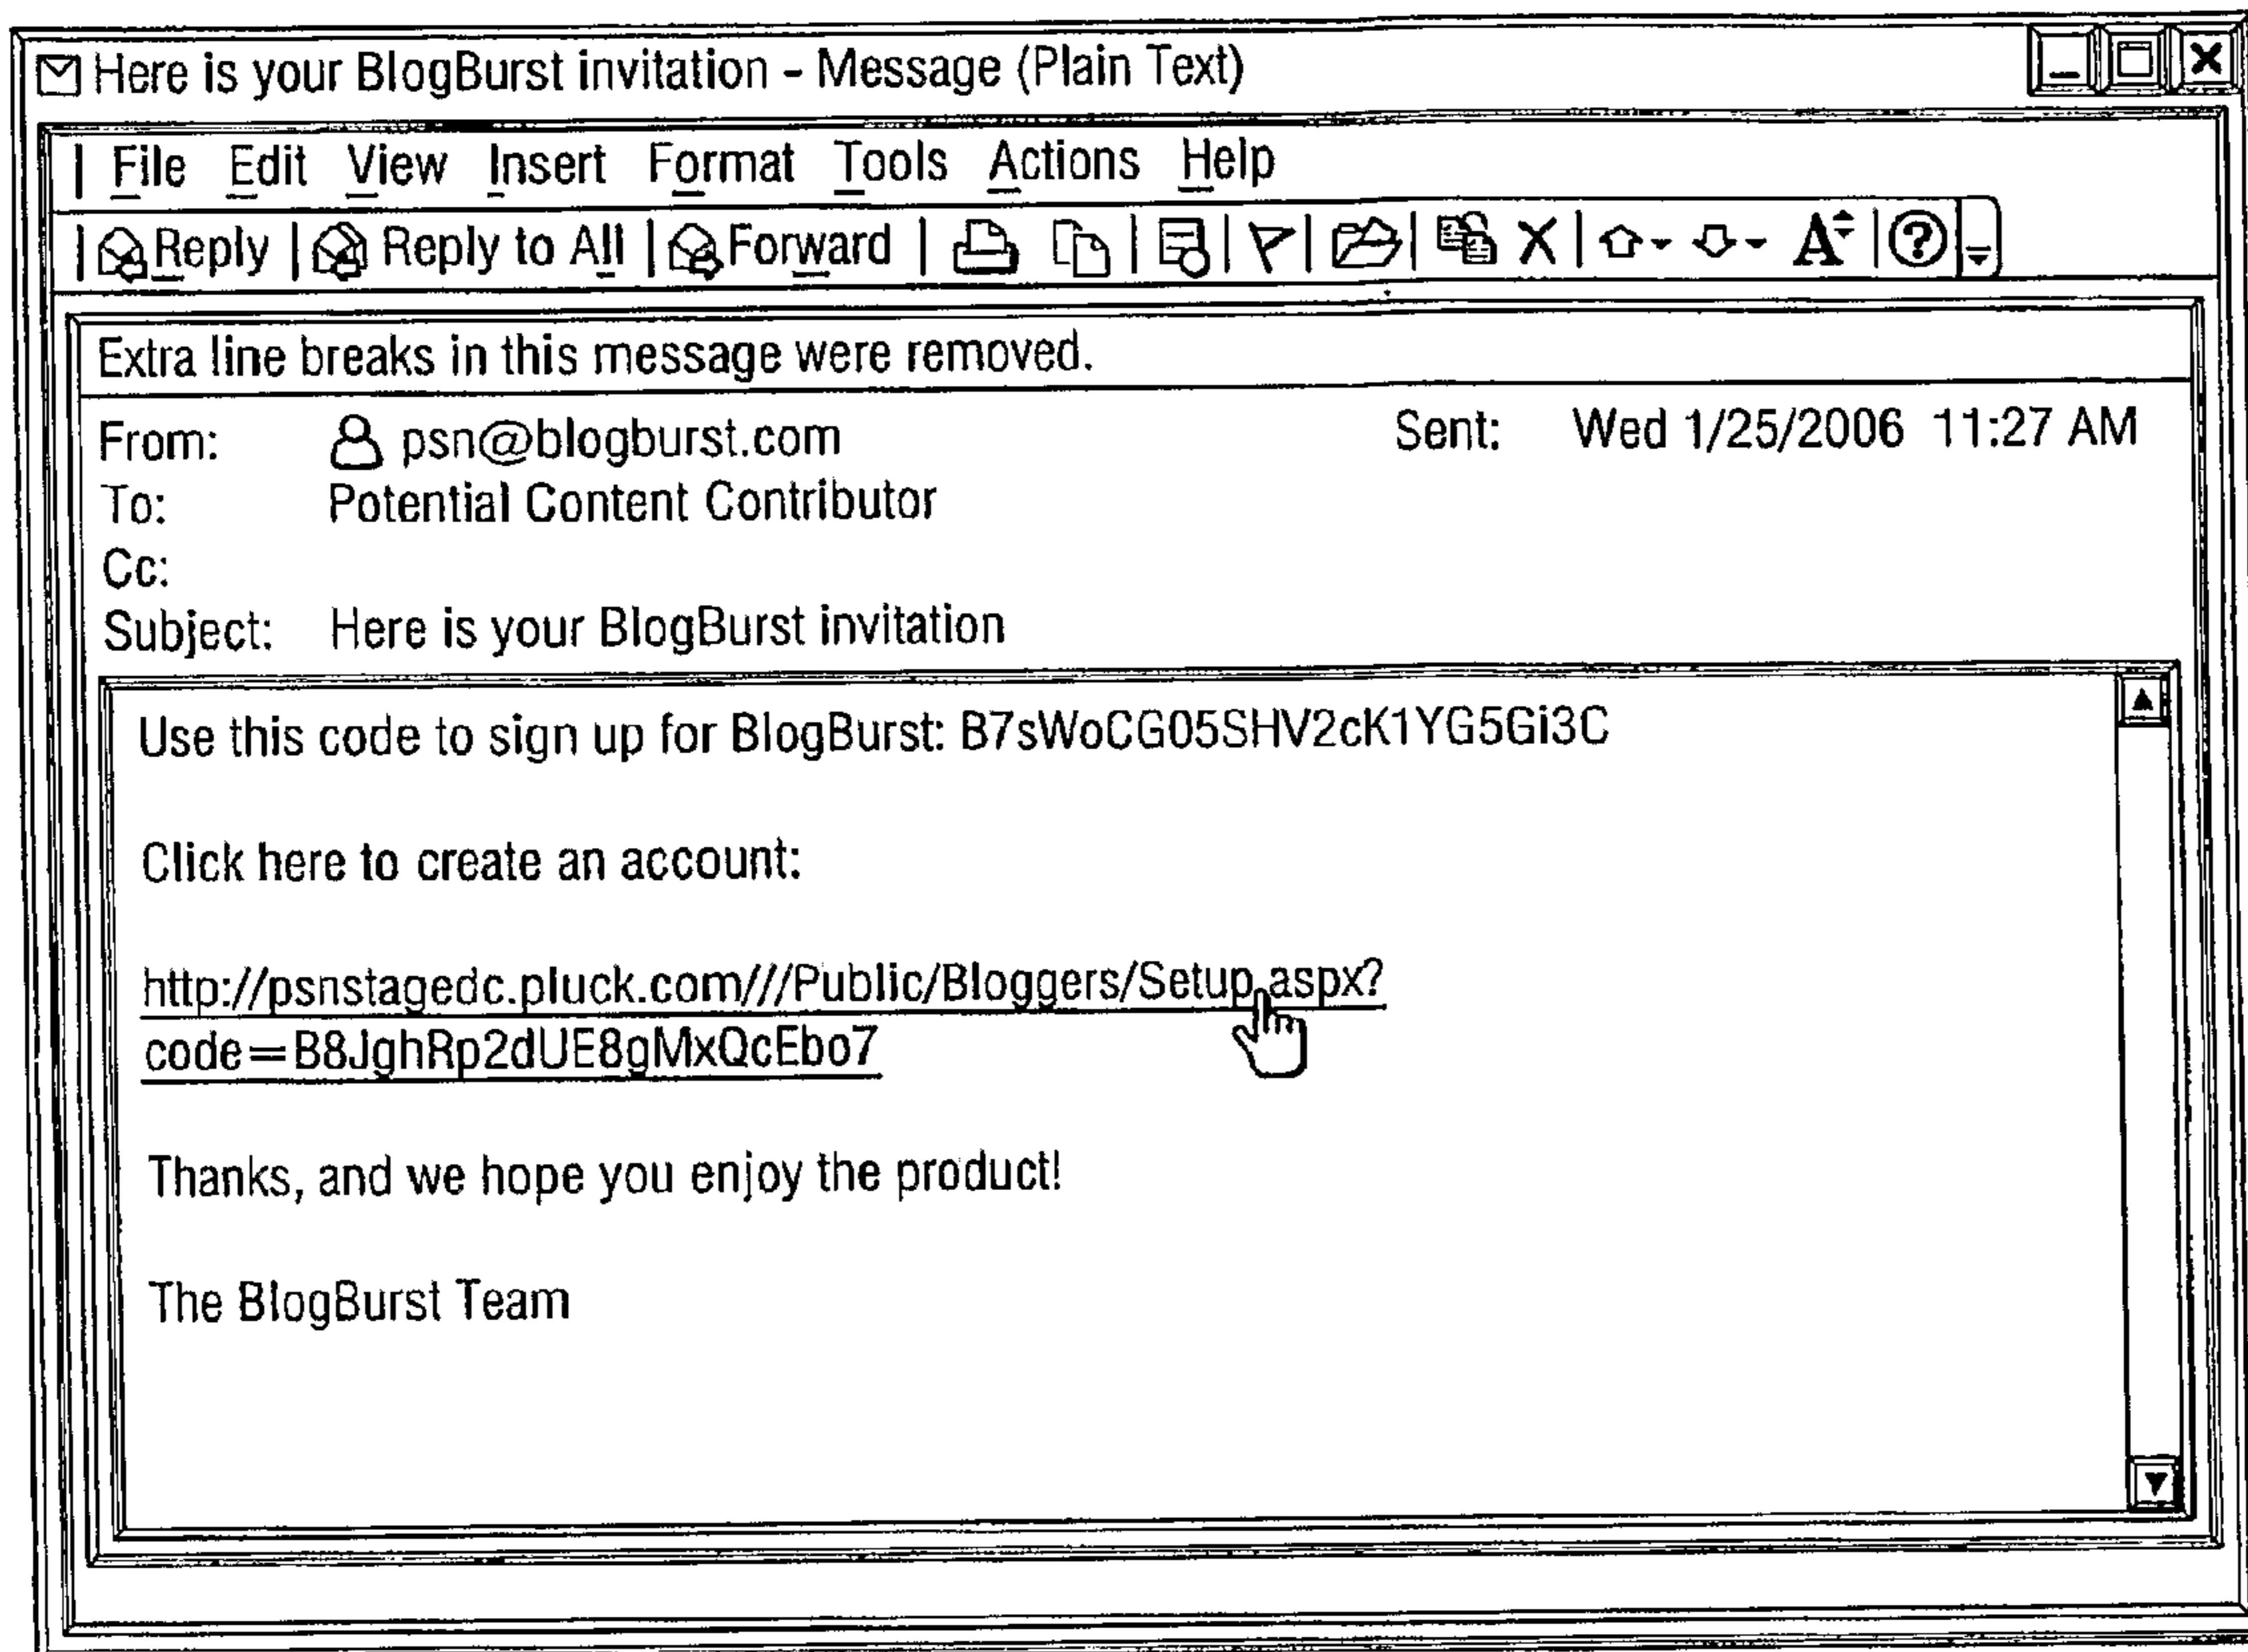 Here is your BlogBurst invitation - Message (Plain Text)
File Edit View Insert Format Tools Actions Help
Reply Reply to All Forward
Extra line breaks in this message were removed.
From: psn@blogburst.com Sent: Wed 1/25/2006 11:27 AM
To: Potential Content Contributor
Cc:
Subject: Here is your BlogBurst invitation
Use this code to sign up for BlogBurst: B7sWoCG05SHV2cK1YG5Gi3C
Click here to create an account:
http://psnstagedc.pluck.com///Public/Bloggers/Setup.aspx?
code=B8JghRp2dUE8gMxQcEbo7
Thanks, and we hope you enjoy the product!
The BlogBurst Team